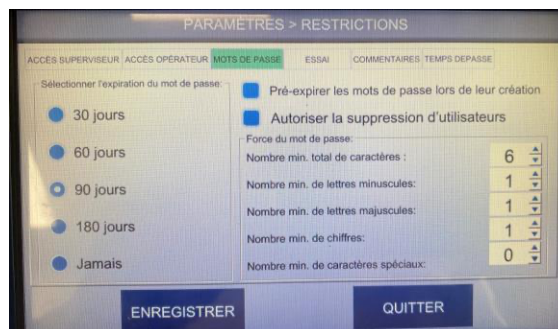 PARAMÈTRES > RESTRICTIONS
ACCÈS SUPERVISEUR ACCÈS OPÉRATEUR MOTS DE PASSE ESSAI COMMENTAIRES TEMPS DEPASSE
Sélectionner l'expiration du mot de passe:
30 jours
60 jours
90 jours
180 jours
Jamais
Pré-expirer les mots de passe lors de leur création
Autoriser la suppression d'utilisateurs
Force du mot de passe:
Nombre min. total de caractères : 6
Nombre min. de lettres minuscules: 1
Nombre min. de lettres majuscules: 1
Nombre min. de chiffres: 1
Nombre min. de caractères spéciaux: 0
ENREGISTRER QUITTER